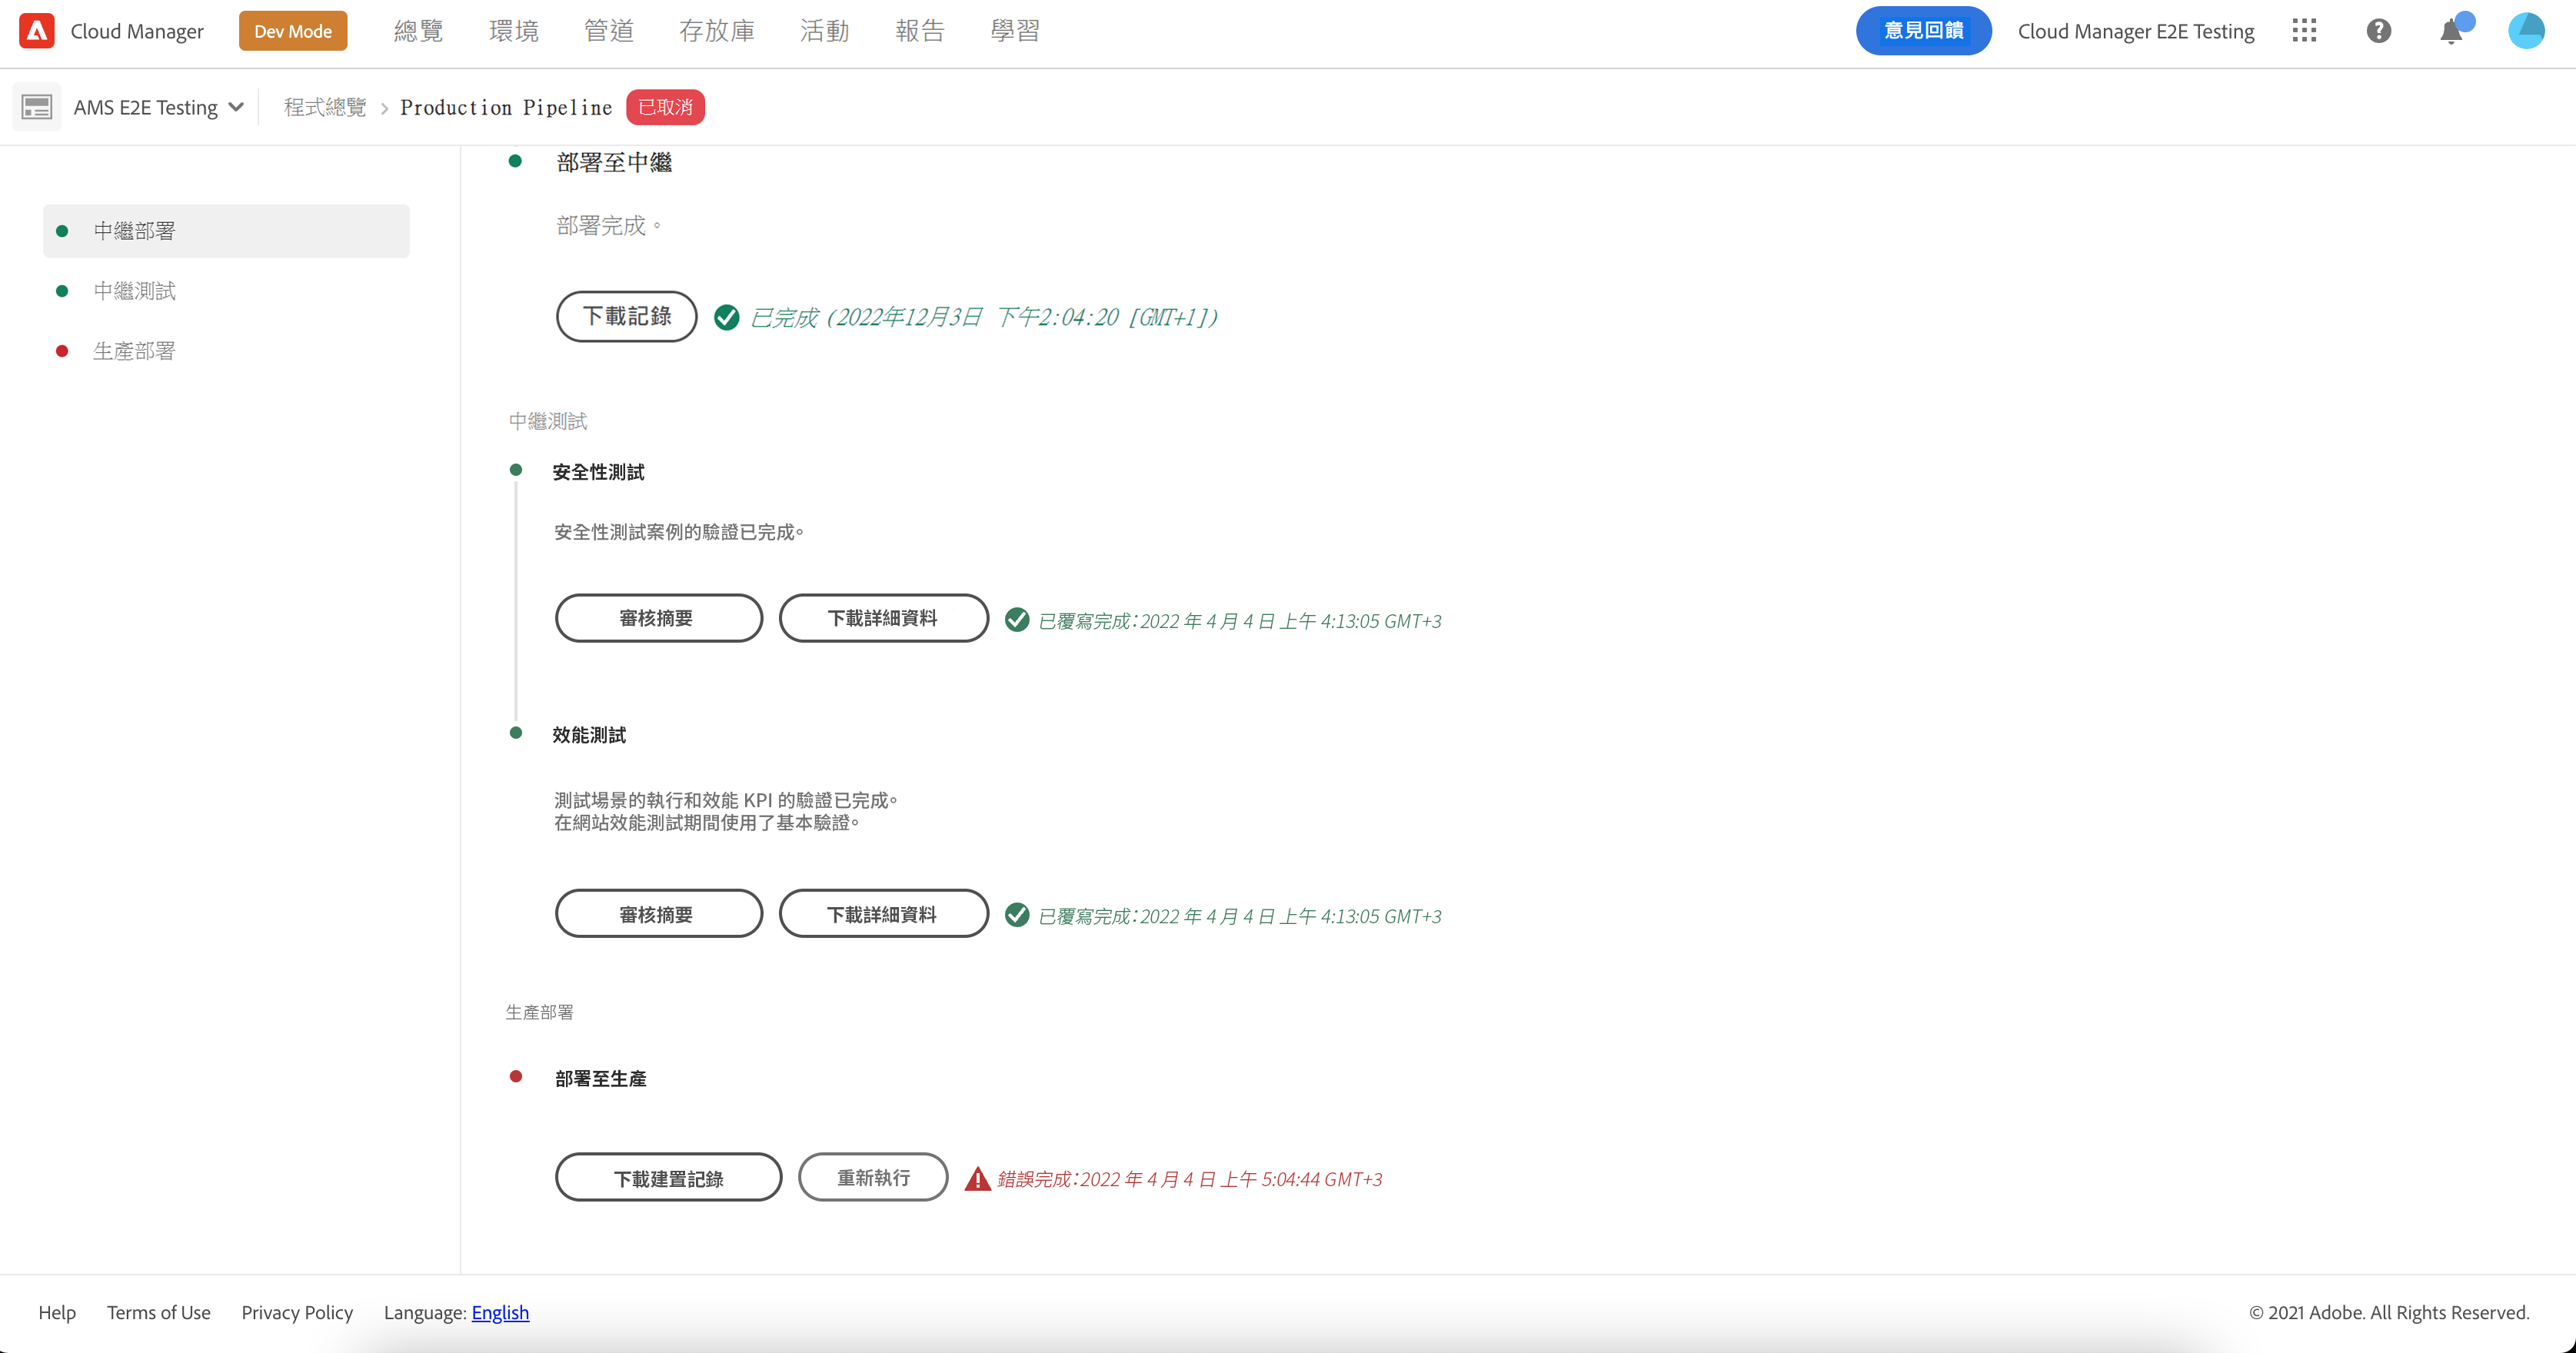 Cloud Manager Dev Mode 總覽 環境 管道 存放庫 活動 報告 學習 意見回饋 Cloud Manager E2E Testing
AMS E2E Testing 程式總覽 › Production Pipeline 已取消
中繼部署
中繼測試
生產部署
部署至中繼
部署完成。
下載記錄 已完成 (2022年12月3日 下午2:04:20 [GMT+1])
中繼測試
安全性測試
安全性測試案例的驗證已完成。
審核摘要 下載詳細資料 已覆寫完成：2022 年 4 月 4 日 上午 4:13:05 GMT+3
效能測試
測試場景的執行和效能 KPI 的驗證已完成。
在網站效能測試期間使用了基本驗證。
審核摘要 下載詳細資料 已覆寫完成：2022 年 4 月 4 日 上午 4:13:05 GMT+3
生產部署
部署至生產
下載建置記錄 重新執行 錯誤完成：2022 年 4 月 4 日 上午 5:04:44 GMT+3
Help Terms of Use Privacy Policy Language: English © 2021 Adobe. All Rights Reserved.